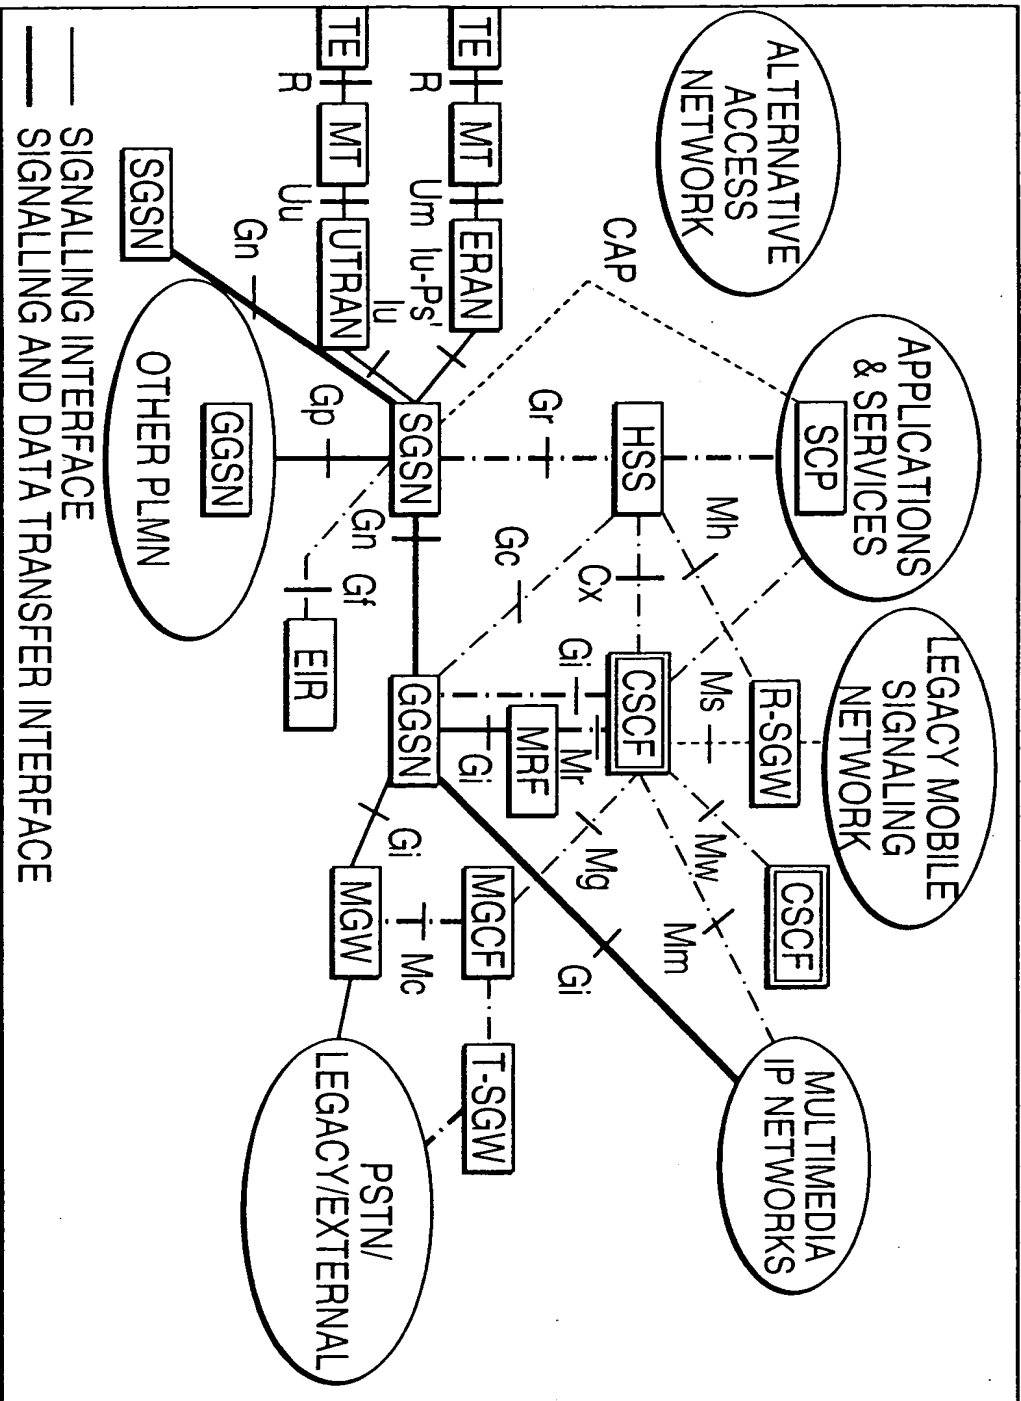 ALTERNATIVE
ACCESS
NETWORK
APPLICATIONS
& SERVICES
SCP
LEGACY MOBILE
SIGNALING
NETWORK
MULTIMEDIA
IP NETWORKS
CAP
R-SGW
CSCF
Mh
Ms
Mw
Mm
HSS
Cx
CSCF
Gr
Gc
Gi
Mr
Mg
Gi
MRF
TE
R
MT
Um
ERAN
Iu-Ps'
MGCF
T-SGW
TE
R
MT
Uu
UTRAN
Iu
SGSN
Gn
GGSN
Gi
Gi
Mc
MGW
PSTN/
LEGACY/EXTERNAL
Gp
Gf
EIR
SGSN
Gn
GGSN
OTHER PLMN
SIGNALLING INTERFACE
SIGNALLING AND DATA TRANSFER INTERFACE